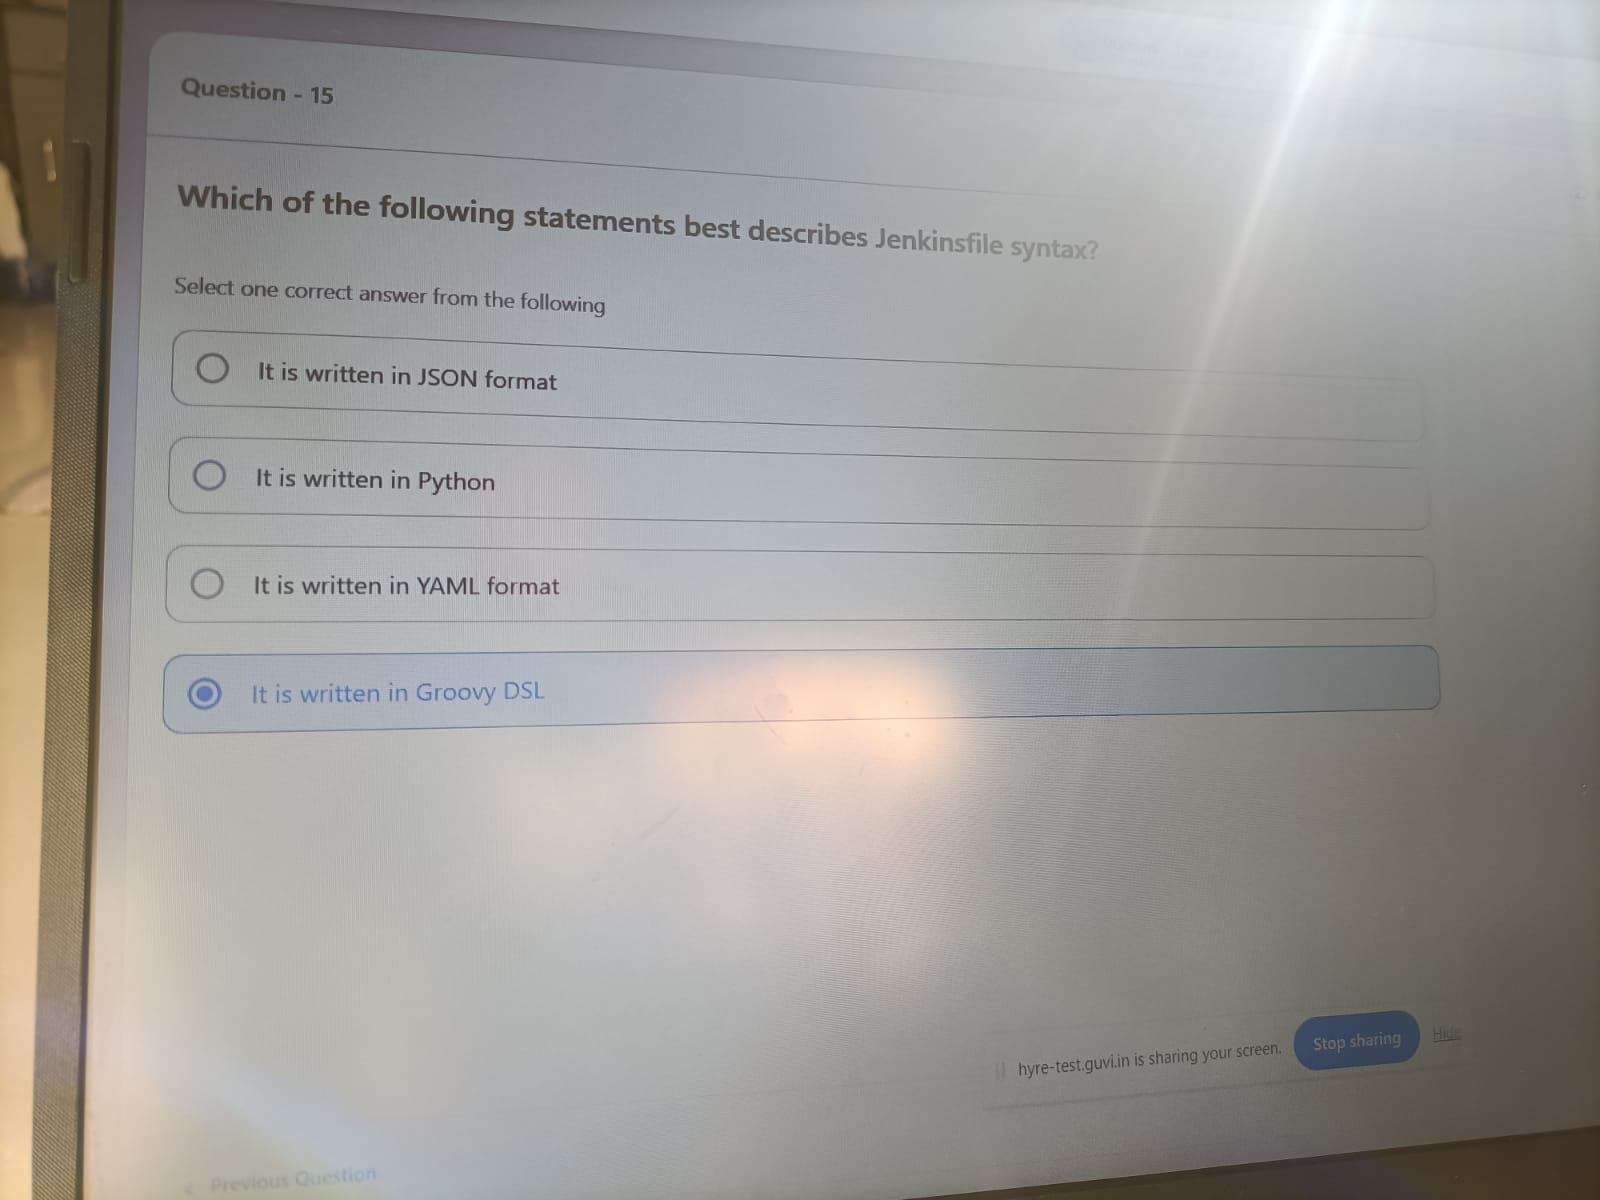 Question - 15
Which of the following statements best describes Jenkinsfile syntax?
Select one correct answer from the following
It is written in JSON format
It is written in Python
It is written in YAML format
It is written in Groovy DSL
hyre-test.guvi.in is sharing your screen.
Stop sharing
Hide
Previous Question